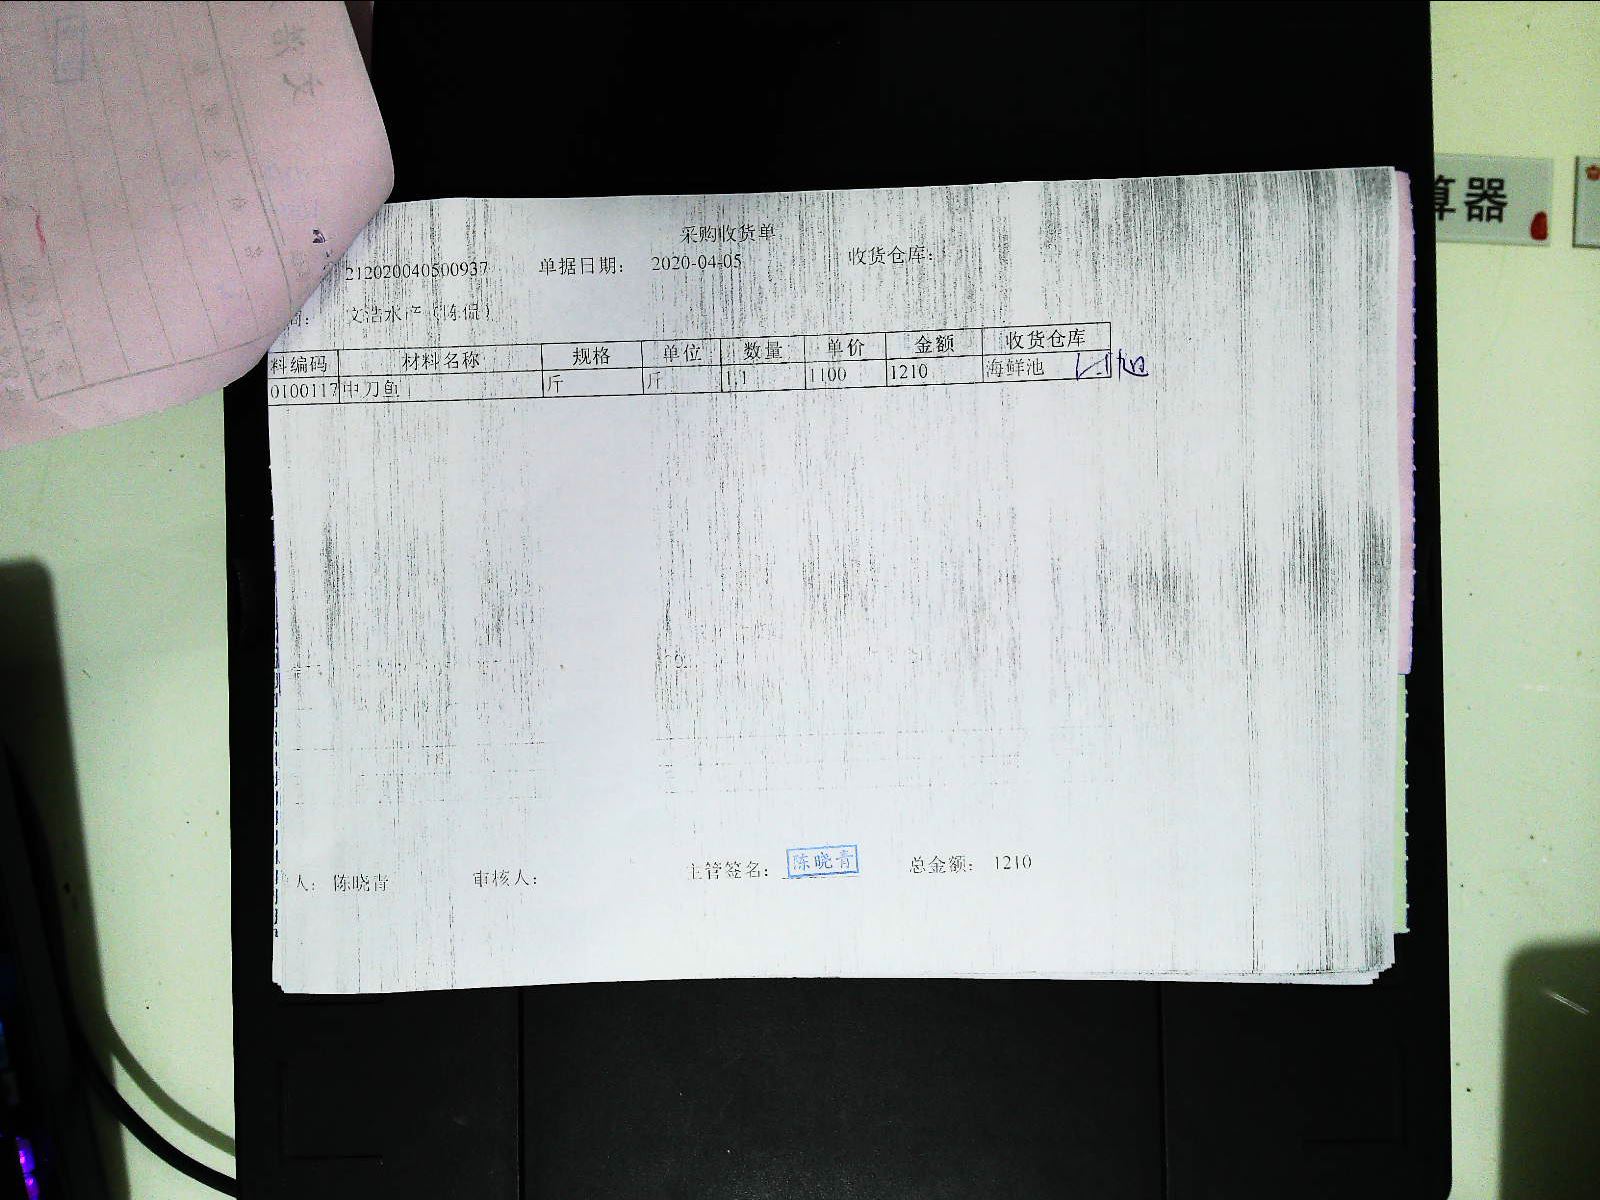 采购收货单
212020040500937 单据日期： 2020-04-05 收货仓库：
商： 文浩水产（陈侃）
料编码 材料名称 规格 单位 数量 单价 金额 收货仓库
0100117 中刀鱼 斤 斤 1.1 1100 1210 海鲜池
人： 陈晓青 审核人： 主管签名： 陈晓青 总金额： 1210
算器